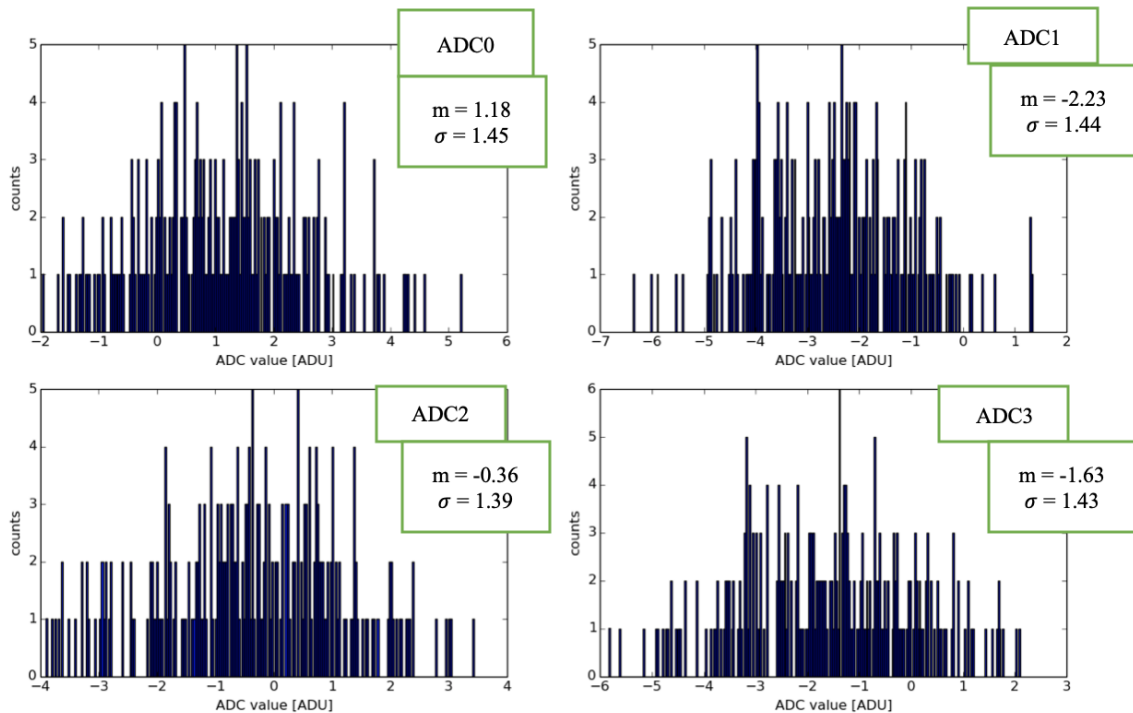 ADC0
m = 1.18
σ = 1.45
5
4
3
2
1
0
counts
−2 −1 0 1 2 3 4 5 6
ADC value [ADU]
ADC1
m = -2.23
σ = 1.44
5
4
3
2
1
0
counts
−7 −6 −5 −4 −3 −2 −1 0 1 2
ADC value [ADU]
ADC2
m = -0.36
σ = 1.39
5
4
3
2
1
0
counts
−4 −3 −2 −1 0 1 2 3 4
ADC value [ADU]
ADC3
m = -1.63
σ = 1.43
6
5
4
3
2
1
0
counts
−6 −5 −4 −3 −2 −1 0 1 2 3
ADC value [ADU]